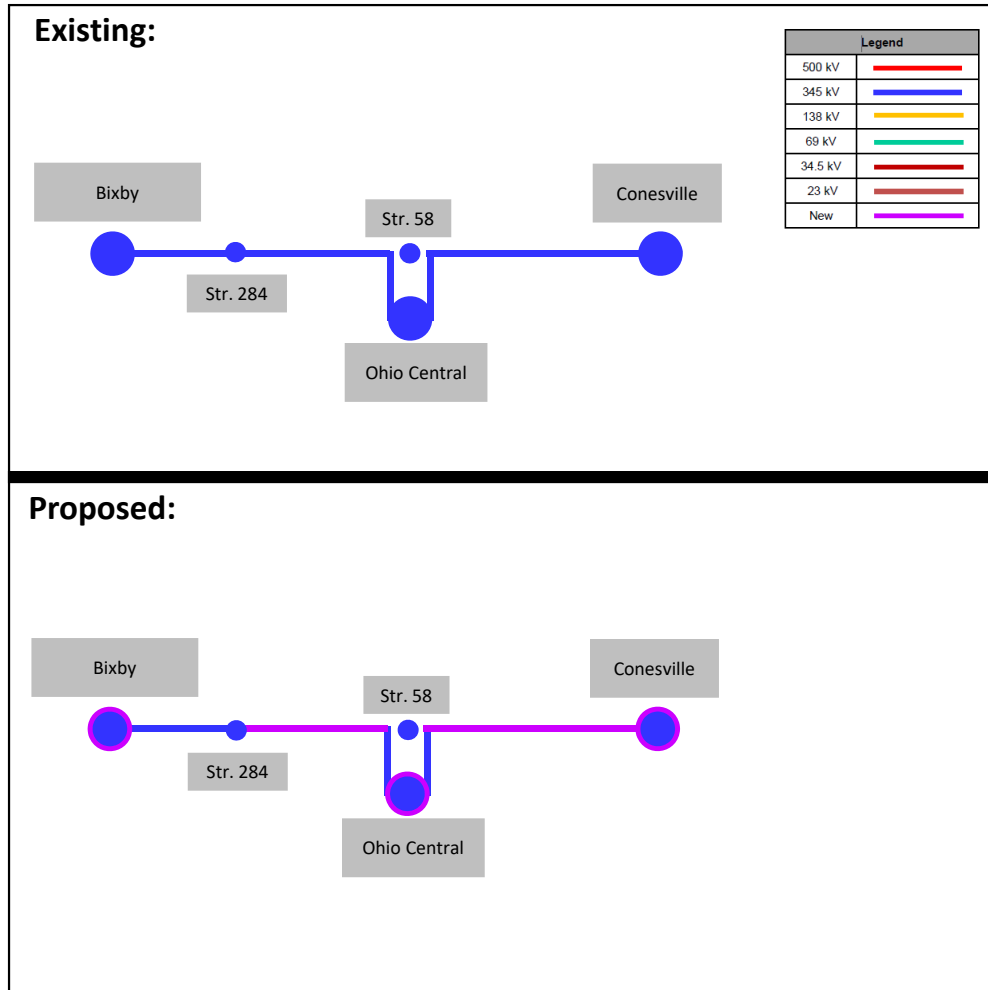 Existing:
Legend
500 kV
345 kV
138 kV
69 kV
34.5 kV
23 kV
New
Bixby
Conesville
Str. 58
Str. 284
Ohio Central
Proposed:
Bixby
Conesville
Str. 58
Str. 284
Ohio Central